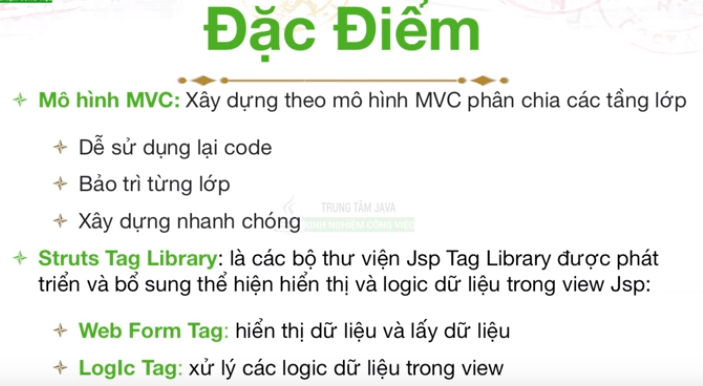 Đặc Điểm
Mô hình MVC: Xây dựng theo mô hình MVC phân chia các tầng lớp
Dễ sử dụng lại code
Bảo trì từng lớp
Xây dựng nhanh chóng
TRUNG TÂM JAVA
KINH NGHIỆM CÔNG VIỆC
Struts Tag Library: là các bộ thư viện Jsp Tag Library được phát
triển và bổ sung thể hiện hiển thị và logic dữ liệu trong view Jsp:
Web Form Tag: hiển thị dữ liệu và lấy dữ liệu
LogIc Tag: xử lý các logic dữ liệu trong view